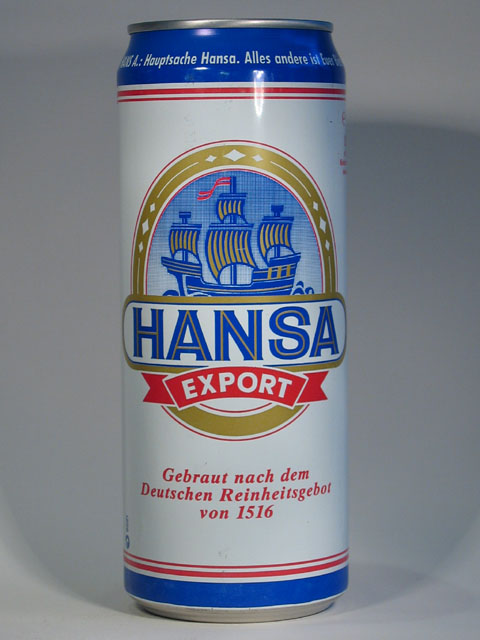 A.: Hauptsache Hansa. Alles andere ist
HANSA
EXPORT
Gebraut nach dem
Deutschen Reinheitsgebot
von 1516